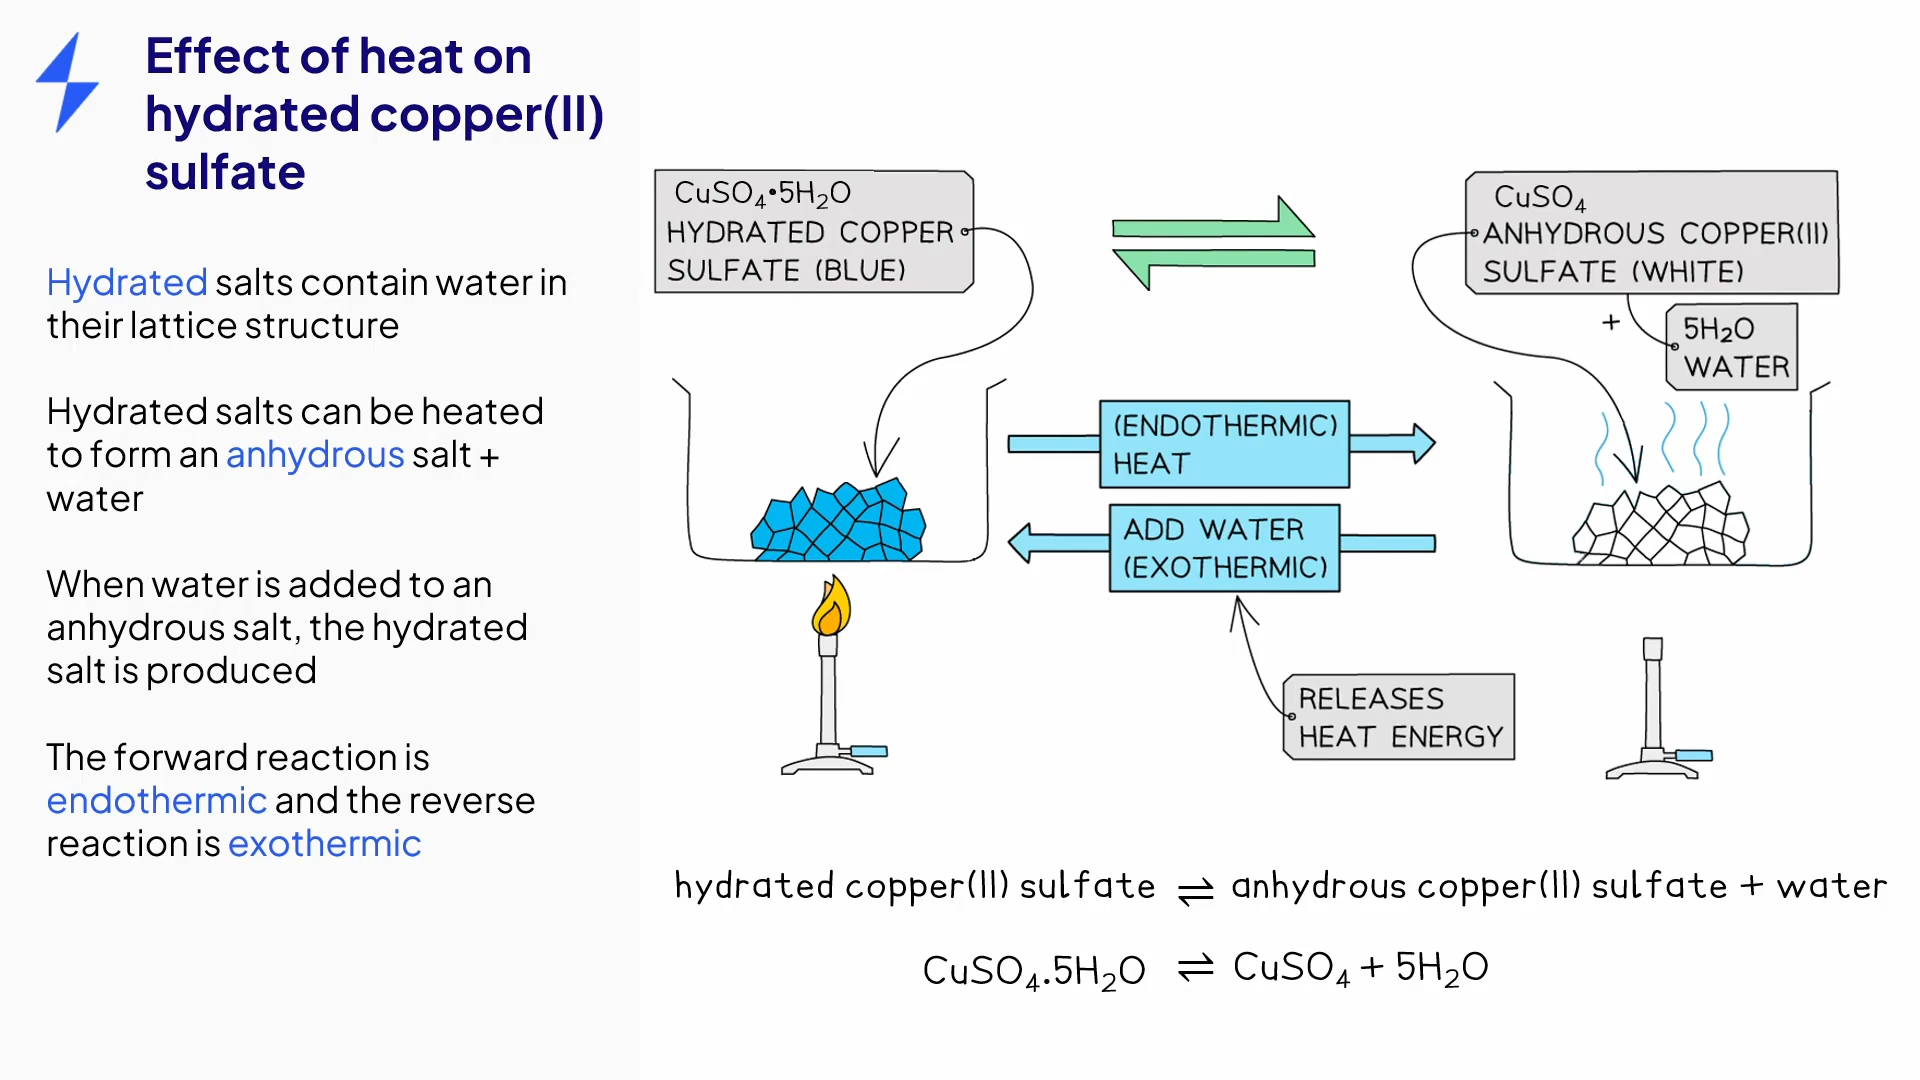 Effect of heat on
hydrated copper(II)
sulfate
Hydrated salts contain water in
their lattice structure
Hydrated salts can be heated
to form an anhydrous salt +
water
When water is added to an
anhydrous salt, the hydrated
salt is produced
The forward reaction is
endothermic and the reverse
reaction is exothermic
CuSO₄•5H₂O
HYDRATED COPPER
SULFATE (BLUE)
CuSO₄
ANHYDROUS COPPER(II)
SULFATE (WHITE)
+
5H₂O
WATER
(ENDOTHERMIC)
HEAT
ADD WATER
(EXOTHERMIC)
RELEASES
HEAT ENERGY
hydrated copper(II) sulfate ⇌ anhydrous copper(II) sulfate + water
CuSO₄.5H₂O ⇌ CuSO₄ + 5H₂O